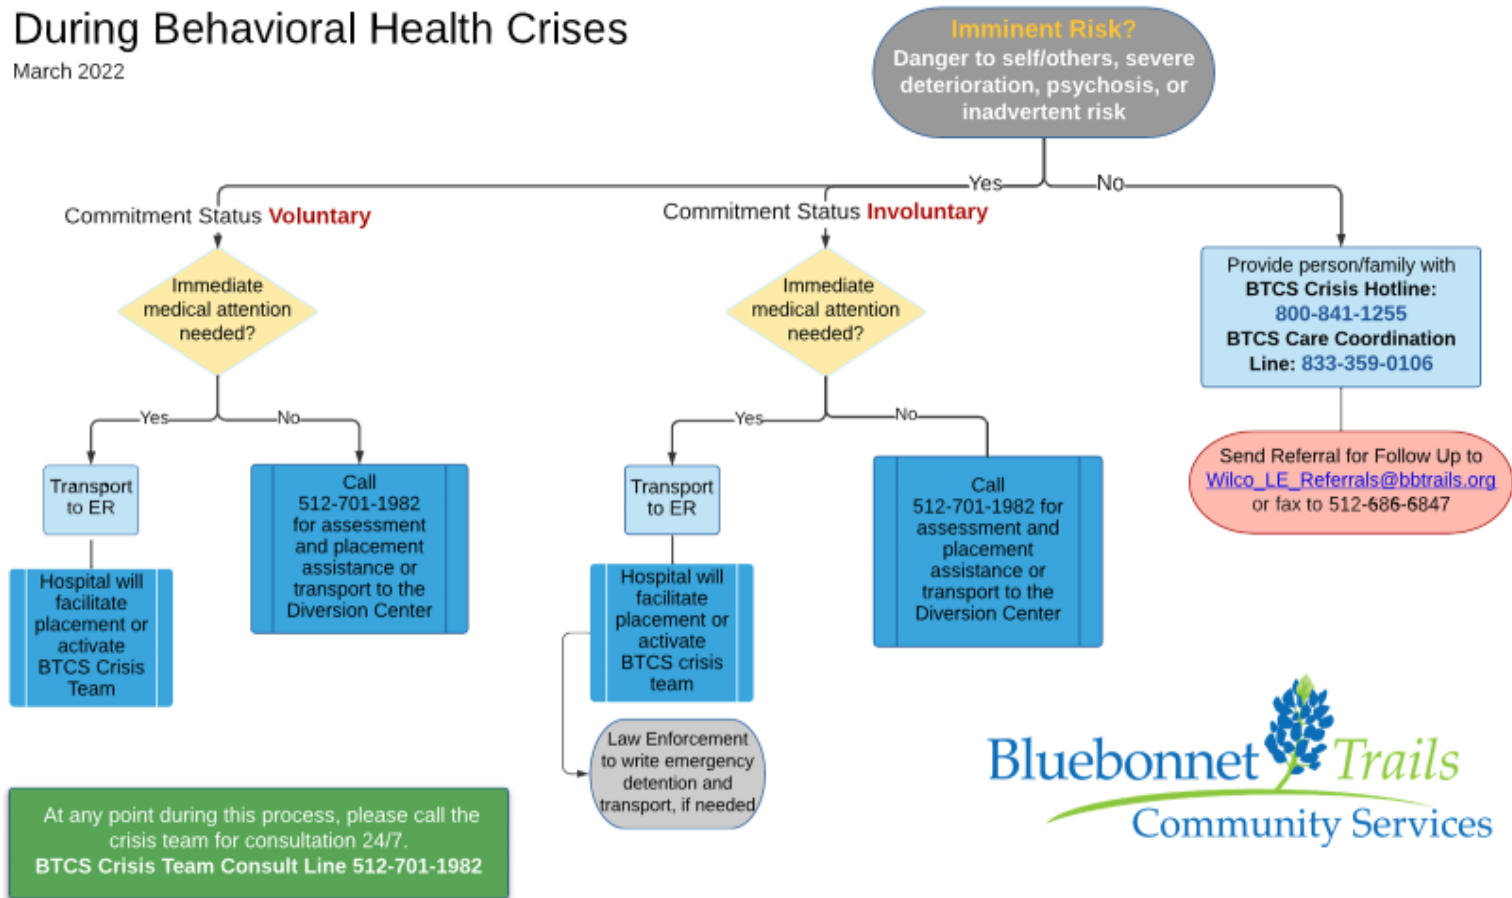 During Behavioral Health Crises
March 2022
Imminent Risk?
Danger to self/others, severe
deterioration, psychosis, or
inadvertent risk
Yes
No
Commitment Status Voluntary
Immediate
medical attention
needed?
Yes
No
Transport
to ER
Hospital will
facilitate
placement or
activate
BTCS Crisis
Team
Call
512-701-1982
for assessment
and placement
assistance or
transport to the
Diversion Center
Commitment Status Involuntary
Immediate
medical attention
needed?
Yes
No
Transport
to ER
Hospital will
facilitate
placement or
activate
BTCS crisis
team
Law Enforcement
to write emergency
detention and
transport, if needed
Call
512-701-1982 for
assessment and
placement
assistance or
transport to the
Diversion Center
Provide person/family with
BTCS Crisis Hotline:
800-841-1255
BTCS Care Coordination
Line: 833-359-0106
Send Referral for Follow Up to
Wilco_LE_Referrals@bbtrails.org
or fax to 512-686-6847
At any point during this process, please call the
crisis team for consultation 24/7.
BTCS Crisis Team Consult Line 512-701-1982
Bluebonnet Trails
Community Services